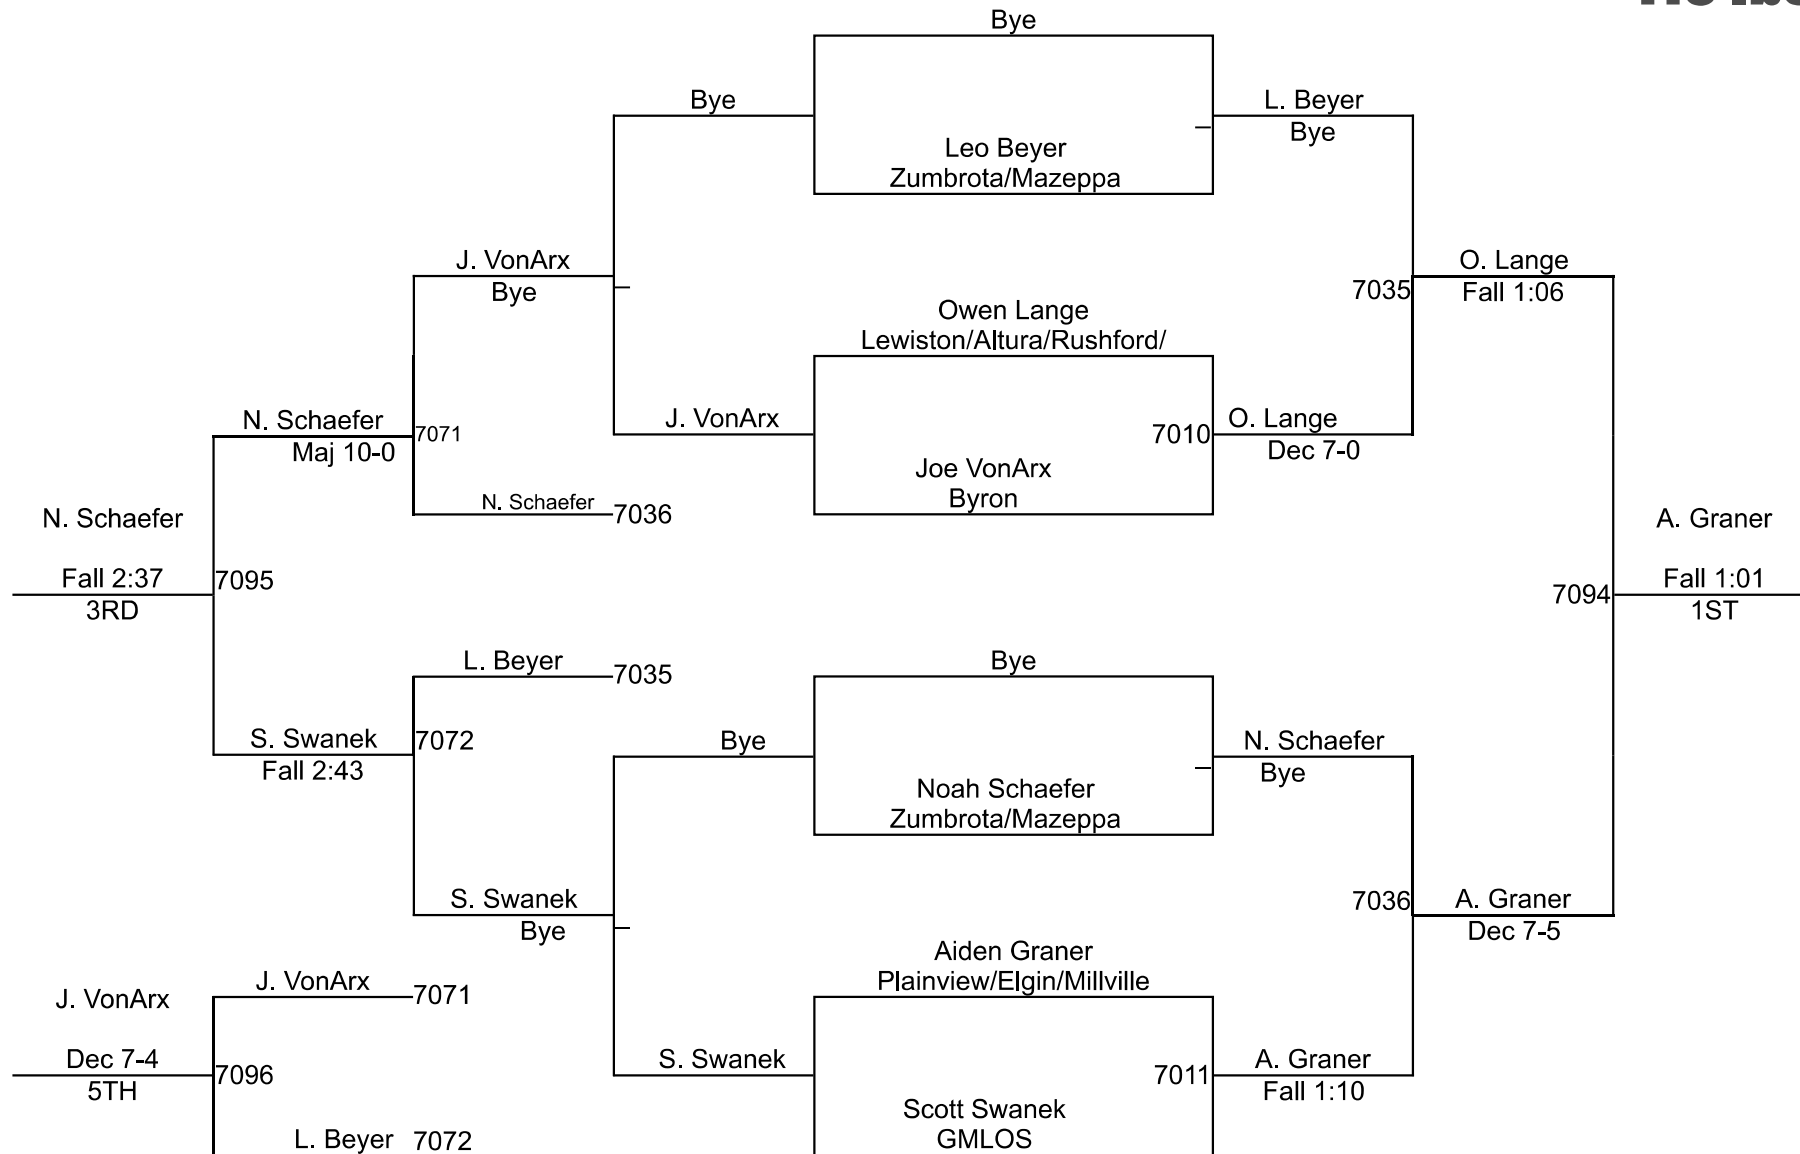 Bye
Bye
L. Beyer
Bye
Leo Beyer
Zumbrota/Mazeppa
J. VonArx
Bye
7035
O. Lange
Fall 1:06
Owen Lange
Lewiston/Altura/Rushford/
N. Schaefer
Maj 10-0
7071
J. VonArx
7010
O. Lange
Dec 7-0
Joe VonArx
Byron
N. Schaefer
7036
N. Schaefer
Fall 2:37
3RD
7095
A. Graner
Fall 1:01
1ST
7094
L. Beyer
7035
Bye
S. Swanek
Fall 2:43
7072
Bye
N. Schaefer
Bye
Noah Schaefer
Zumbrota/Mazeppa
S. Swanek
Bye
7036
A. Graner
Dec 7-5
Aiden Graner
Plainview/Elgin/Millville
J. VonArx
Dec 7-4
5TH
J. VonArx
7071
7096
S. Swanek
7011
A. Graner
Fall 1:10
Scott Swanek
GMLOS
L. Beyer
7072